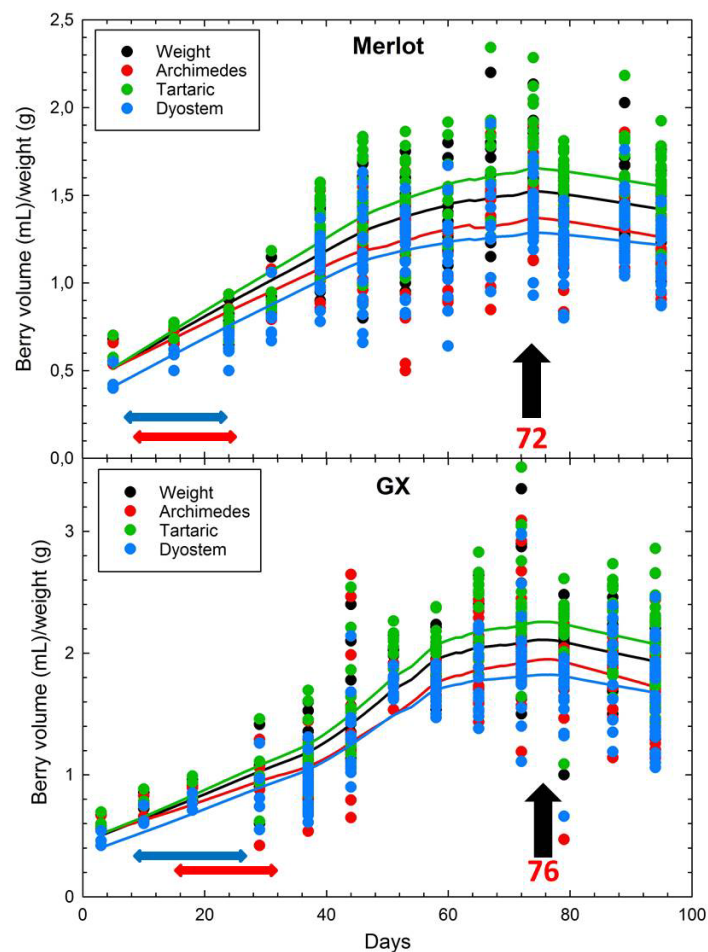 2,5
2,0
1,5
1,0
0,5
0,0
Berry volume (mL)/weight (g)
Merlot
Weight
Archimedes
Tartaric
Dyostem
72
3
2
1
0
Berry volume (mL)/weight (g)
GX
Weight
Archimedes
Tartaric
Dyostem
76
0 20 40 60 80 100
Days